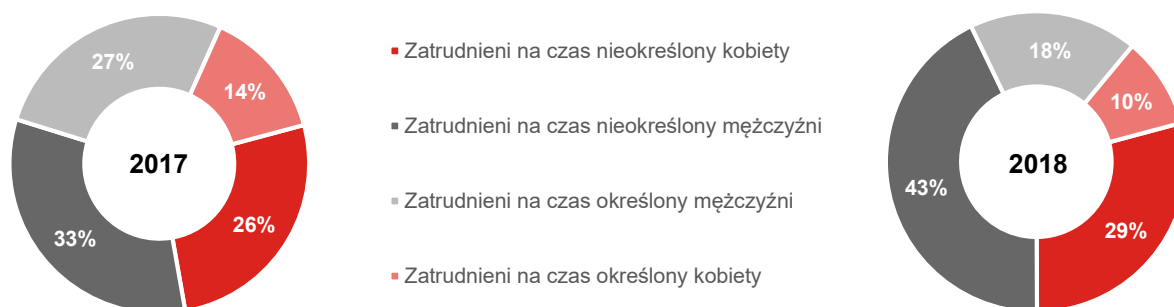 27%
14%
2017
33%
26%
Zatrudnieni na czas nieokreślony kobiety
Zatrudnieni na czas nieokreślony mężczyźni
Zatrudnieni na czas określony mężczyźni
Zatrudnieni na czas określony kobiety
18%
10%
2018
43%
29%